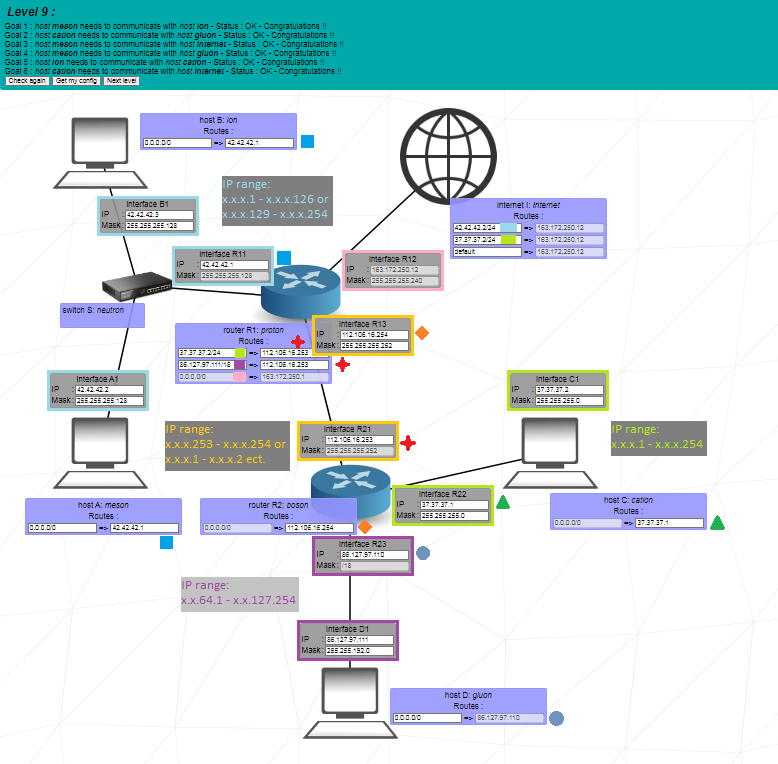 Level 9 :
Goal 1 : host meson needs to communicate with host ion - Status : OK - Congratulations !!
Goal 2 : host cation needs to communicate with host gluon - Status : OK - Congratulations !!
Goal 3 : host meson needs to communicate with host internet - Status : OK - Congratulations !!
Goal 4 : host meson needs to communicate with host gluon - Status : OK - Congratulations !!
Goal 5 : host ion needs to communicate with host cation - Status : OK - Congratulations !!
Goal 6 : host cation needs to communicate with host internet - Status : OK - Congratulations !!
Check again Get my config Next level
host B: ion
Routes :
0.0.0.0/0 => 42.42.42.1
IP range:
x.x.x.1 - x.x.x.126 or
x.x.x.129 - x.x.x.254
Interface B1
IP : 42.42.42.3
Mask : 255.255.255.128
Internet I: Internet
Routes :
42.42.42.2/24 => 163.172.250.12
37.37.37.2/24 => 163.172.250.12
default => 163.172.250.12
Interface R11
IP : 42.42.42.1
Mask : 255.255.255.128
Interface R12
IP : 163.172.250.12
Mask : 255.255.255.240
switch S: neutron
router R1: proton
Routes :
37.37.37.2/24 => 112.106.16.253
86.127.97.111/18 => 112.106.16.253
0.0.0.0/0 => 163.172.250.1
Interface R13
IP : 112.106.16.254
Mask : 255.255.255.252
Interface A1
IP : 42.42.42.2
Mask : 255.255.255.128
Interface C1
IP : 37.37.37.2
Mask : 255.255.255.0
IP range:
x.x.x.253 - x.x.x.254 or
x.x.x.1 - x.x.x.2 ect.
Interface R21
IP : 112.106.16.253
Mask : 255.255.255.252
IP range:
x.x.x.1 - x.x.x.254
host A: meson
Routes :
0.0.0.0/0 => 42.42.42.1
router R2: boson
Routes :
0.0.0.0/0 => 112.106.16.254
Interface R22
IP : 37.37.37.1
Mask : 255.255.255.0
host C: cation
Routes :
0.0.0.0/0 => 37.37.37.1
Interface R23
IP : 86.127.97.110
Mask : /18
IP range:
x.x.64.1 - x.x.127.254
Interface D1
IP : 86.127.97.111
Mask : 255.255.192.0
host D: gluon
Routes :
0.0.0.0/0 => 86.127.97.110